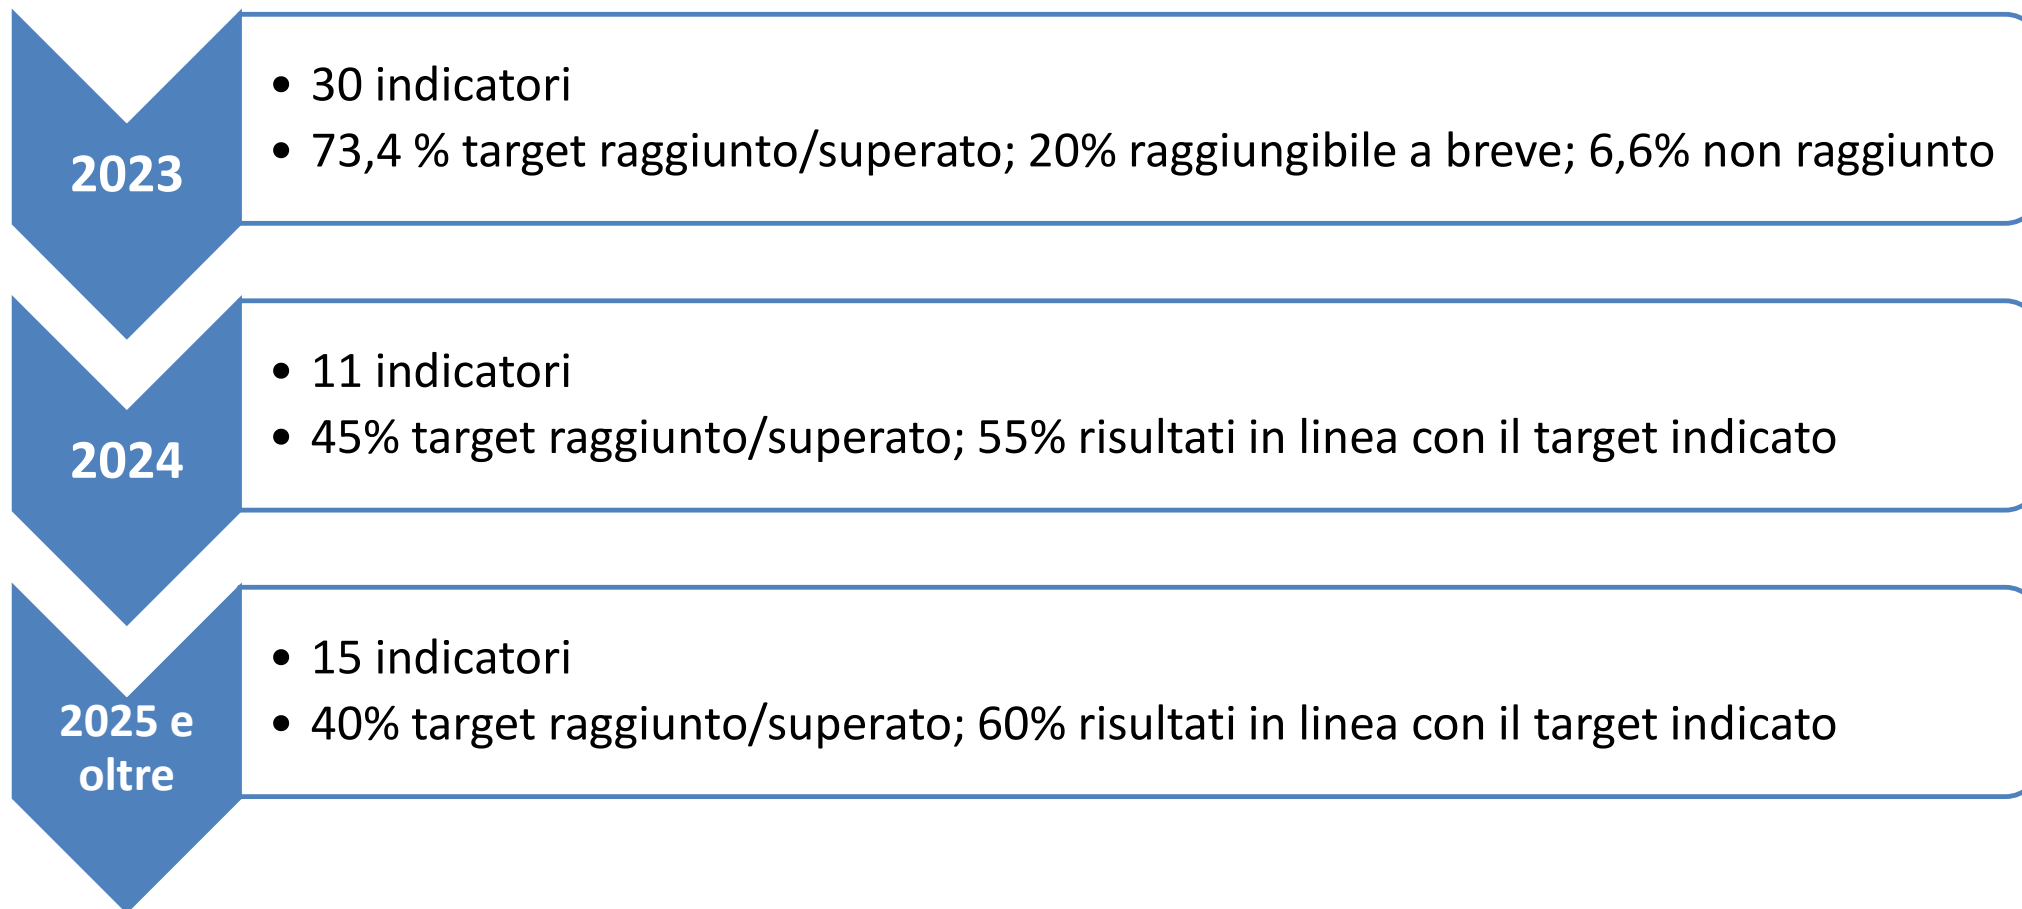 2023
• 30 indicatori
• 73,4 % target raggiunto/superato; 20% raggiungibile a breve; 6,6% non raggiunto
2024
• 11 indicatori
• 45% target raggiunto/superato; 55% risultati in linea con il target indicato
2025 e
oltre
• 15 indicatori
• 40% target raggiunto/superato; 60% risultati in linea con il target indicato